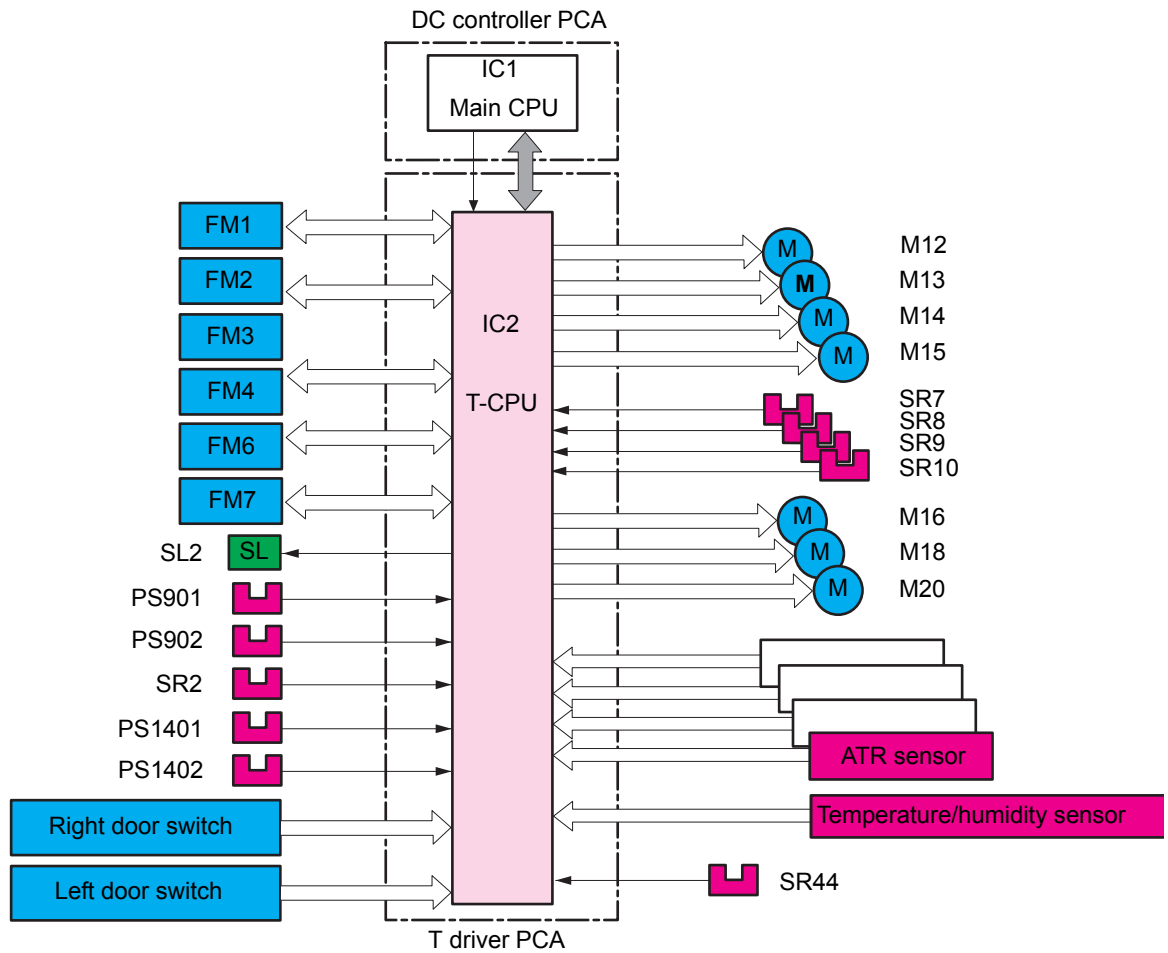 DC controller PCA
IC1
Main CPU
FM1
FM2
FM3
FM4
FM6
FM7
SL2
SL
PS901
PS902
SR2
PS1401
PS1402
Right door switch
Left door switch
IC2
T-CPU
M
M12
M
M13
M
M14
M
M15
SR7
SR8
SR9
SR10
M
M16
M
M18
M
M20
ATR sensor
Temperature/humidity sensor
SR44
T driver PCA